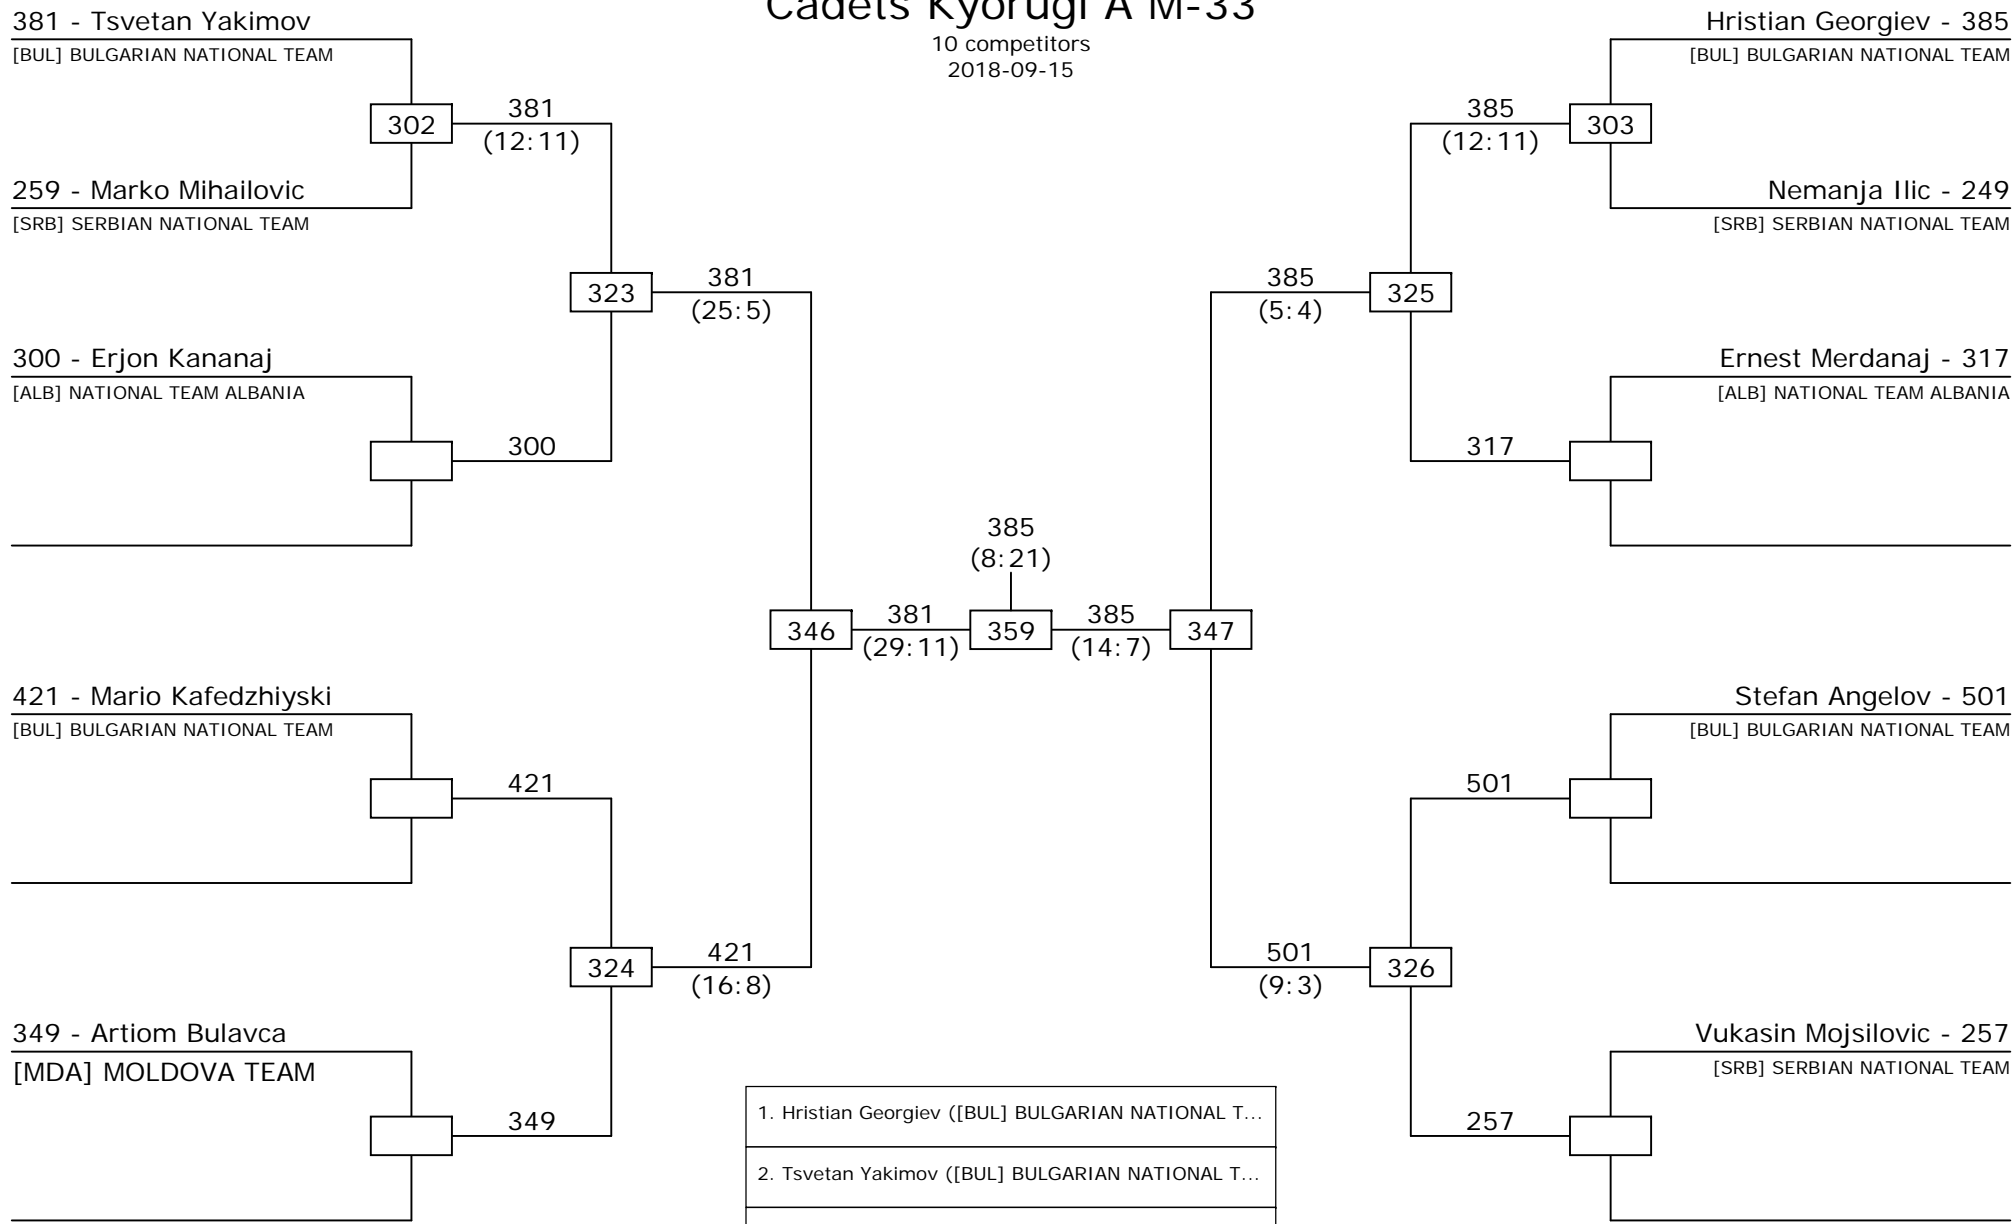 Cadets Kyorugi A M-33
10 competitors
2018-09-15
381 - Tsvetan Yakimov
[BUL] BULGARIAN NATIONAL TEAM
302
381
(12:11)
259 - Marko Mihailovic
[SRB] SERBIAN NATIONAL TEAM
323
381
(25:5)
300 - Erjon Kananaj
[ALB] NATIONAL TEAM ALBANIA
300
421 - Mario Kafedzhiyski
[BUL] BULGARIAN NATIONAL TEAM
421
324
421
(16:8)
349 - Artiom Bulavca
[MDA] MOLDOVA TEAM
349
346
381
(29:11)
385
(8:21)
359
385
(14:7)
347
Hristian Georgiev - 385
[BUL] BULGARIAN NATIONAL TEAM
385
(12:11)
303
Nemanja Ilic - 249
[SRB] SERBIAN NATIONAL TEAM
385
(5:4)
325
Ernest Merdanaj - 317
[ALB] NATIONAL TEAM ALBANIA
317
Stefan Angelov - 501
[BUL] BULGARIAN NATIONAL TEAM
501
501
(9:3)
326
Vukasin Mojsilovic - 257
[SRB] SERBIAN NATIONAL TEAM
257
1. Hristian Georgiev ([BUL] BULGARIAN NATIONAL T...
2. Tsvetan Yakimov ([BUL] BULGARIAN NATIONAL T...